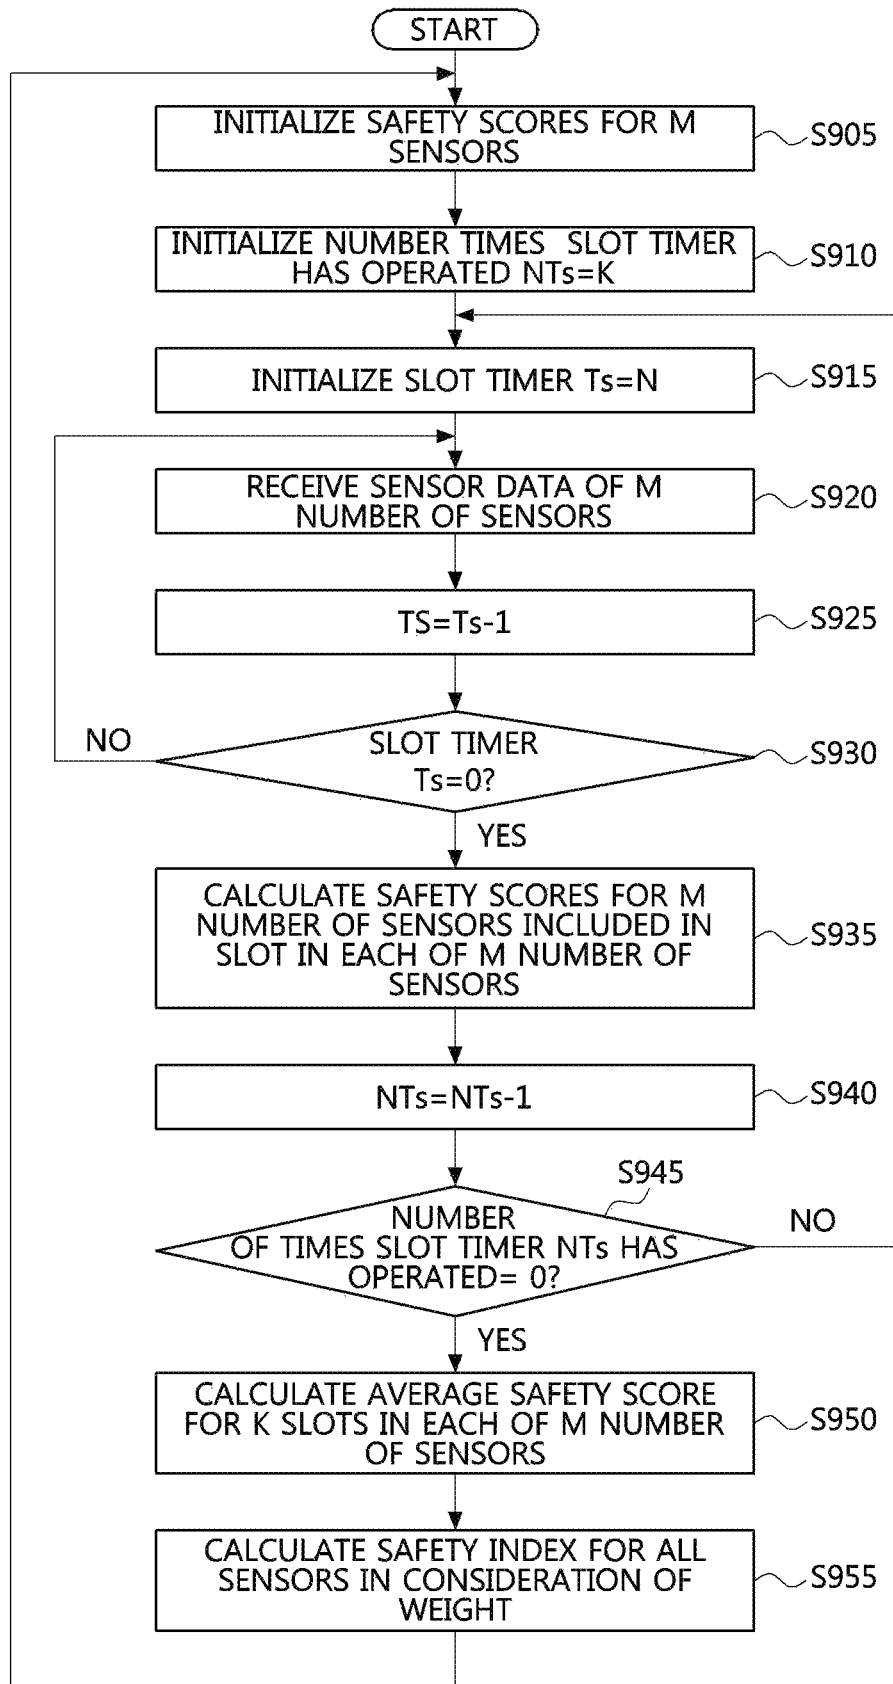 START
INITIALIZE SAFETY SCORES FOR M
SENSORS
S905
INITIALIZE NUMBER TIMES SLOT TIMER
HAS OPERATED NTs=K
S910
INITIALIZE SLOT TIMER Ts=N
S915
RECEIVE SENSOR DATA OF M
NUMBER OF SENSORS
S920
TS=Ts-1
S925
NO
SLOT TIMER
Ts=0?
S930
YES
CALCULATE SAFETY SCORES FOR M
NUMBER OF SENSORS INCLUDED IN
SLOT IN EACH OF M NUMBER OF
SENSORS
S935
NTs=NTs-1
S940
S945
NUMBER
OF TIMES SLOT TIMER NTs HAS
OPERATED= 0?
NO
YES
CALCULATE AVERAGE SAFETY SCORE
FOR K SLOTS IN EACH OF M NUMBER
OF SENSORS
S950
CALCULATE SAFETY INDEX FOR ALL
SENSORS IN CONSIDERATION OF
WEIGHT
S955